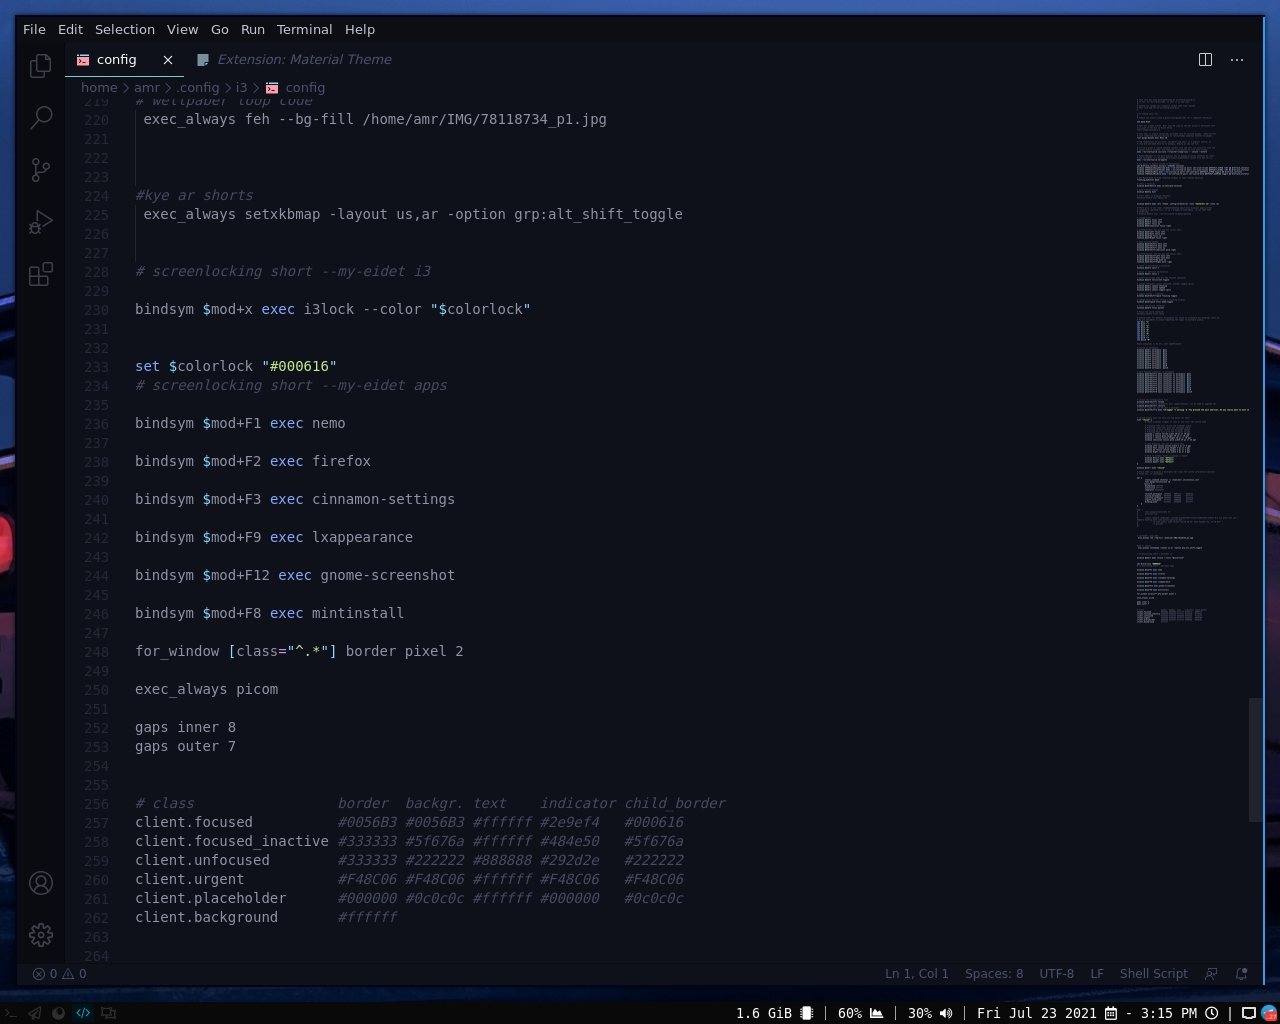 File Edit Selection View Go Run Terminal Help
config Extension: Material Theme
home > amr > .config > i3 > config
219 # wellpaber loop code
220 exec_always feh --bg-fill /home/amr/IMG/78118734_p1.jpg
221
222
223
224 #kye ar shorts
225 exec_always setxkbmap -layout us,ar -option grp:alt_shift_toggle
226
227
228 # screenlocking short --my-eidet i3
229
230 bindsym $mod+x exec i3lock --color "$colorlock"
231
232
233 set $colorlock "#000616"
234 # screenlocking short --my-eidet apps
235
236 bindsym $mod+F1 exec nemo
237
238 bindsym $mod+F2 exec firefox
239
240 bindsym $mod+F3 exec cinnamon-settings
241
242 bindsym $mod+F9 exec lxappearance
243
244 bindsym $mod+F12 exec gnome-screenshot
245
246 bindsym $mod+F8 exec mintinstall
247
248 for_window [class="^.*"] border pixel 2
249
250 exec_always picom
251
252 gaps inner 8
253 gaps outer 7
254
255
256 # class border backgr. text indicator child_border
257 client.focused #0056B3 #0056B3 #ffffff #2e9ef4 #000616
258 client.focused_inactive #333333 #5f676a #ffffff #484e50 #5f676a
259 client.unfocused #333333 #222222 #888888 #292d2e #222222
260 client.urgent #F48C06 #F48C06 #ffffff #F48C06 #F48C06
261 client.placeholder #000000 #0c0c0c #ffffff #000000 #0c0c0c
262 client.background #ffffff
263
264
0 0 Ln 1, Col 1 Spaces: 8 UTF-8 LF Shell Script
1.6 GiB | 60% | 30% | Fri Jul 23 2021 - 3:15 PM |